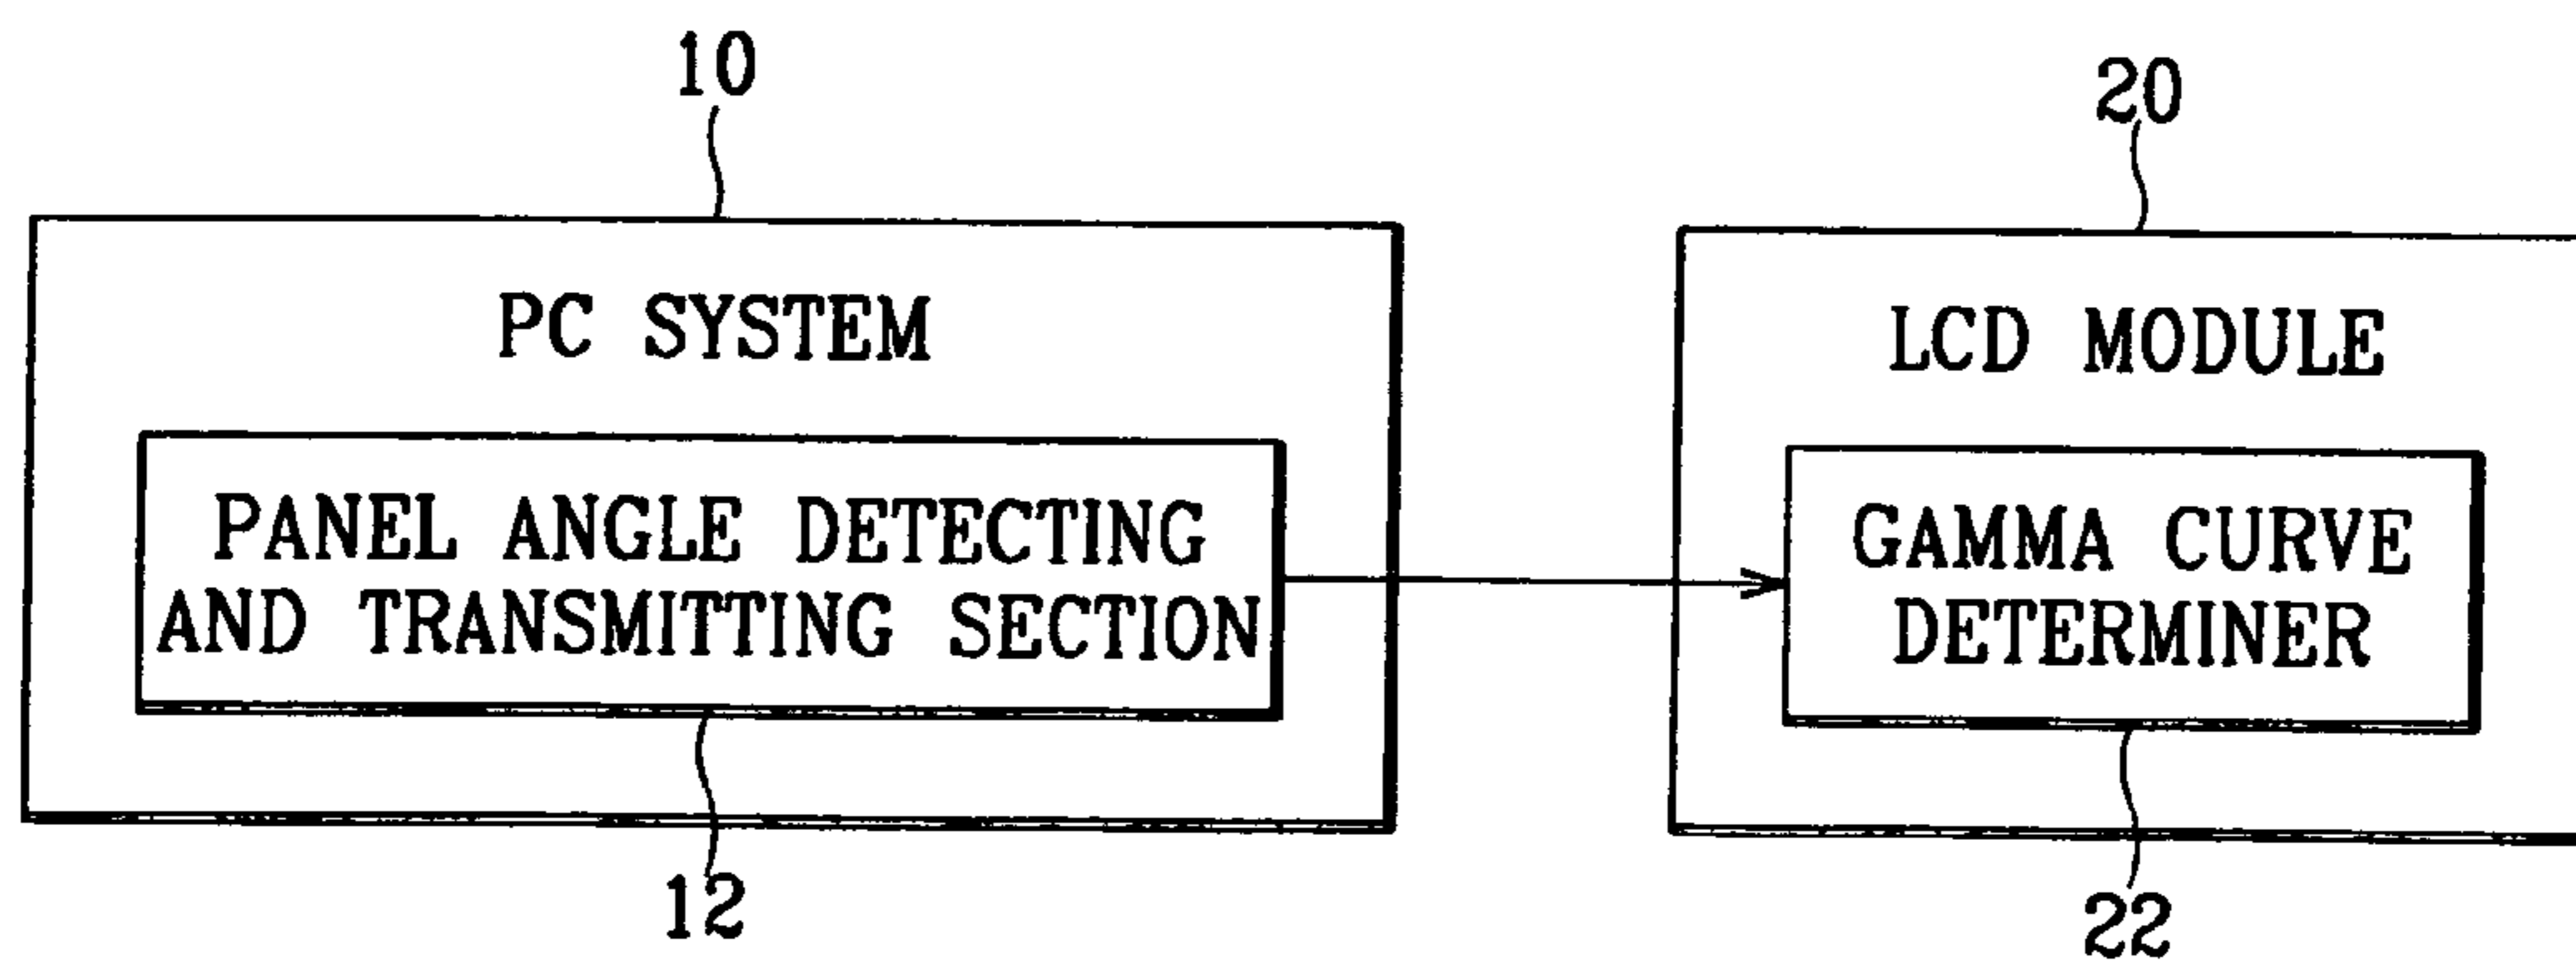 10
20
PC SYSTEM
LCD MODULE
PANEL ANGLE DETECTING
AND TRANSMITTING SECTION
GAMMA CURVE
DETERMINER
12
22